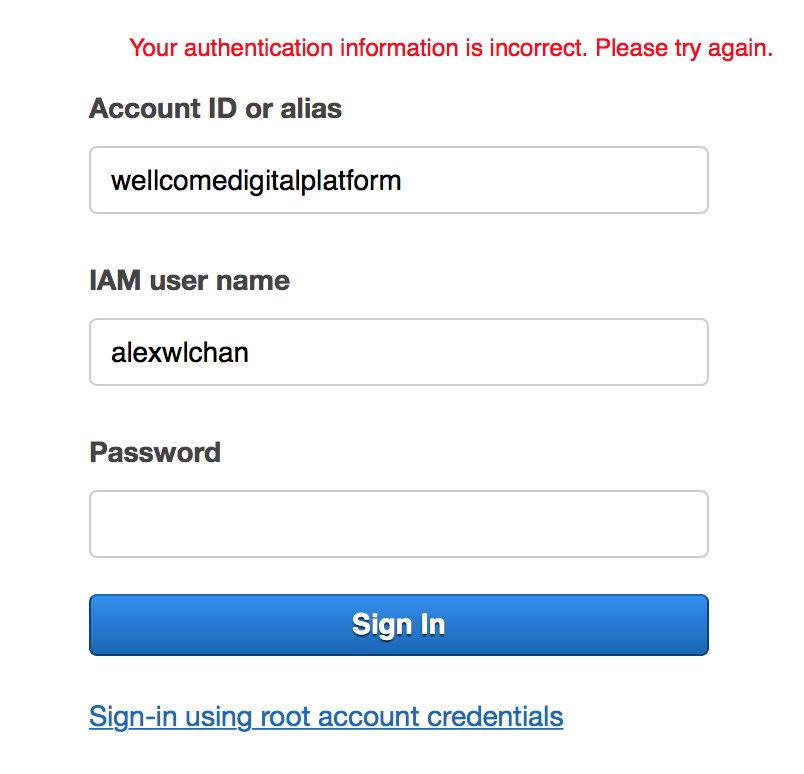 Your authentication information is incorrect. Please try again.
Account ID or alias
wellcomedigitalplatform
IAM user name
alexwlchan
Password
Sign In
Sign-in using root account credentials